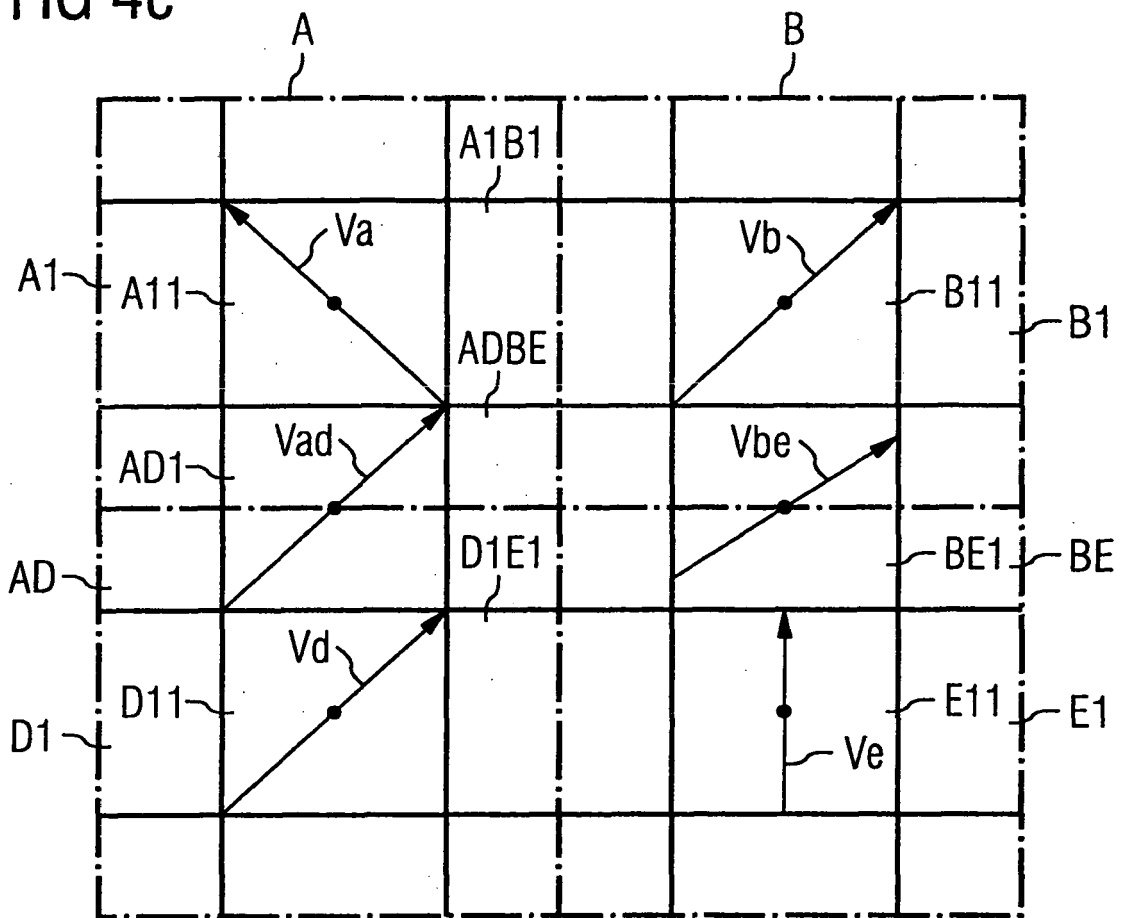 FIG 4c
A B
A1B1
Va Vb
A1 A11 B11 B1
ADBE
Vad Vbe
AD1
D1E1 BE1 BE
AD
Vd
D11 E11 E1
D1 Ve